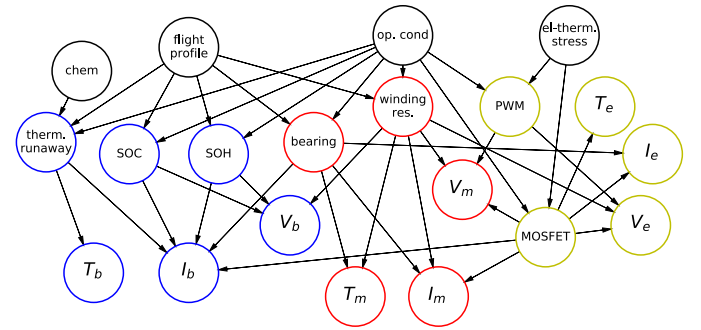 flight
profile
op. cond
el-therm.
stress
chem
winding
res.
PWM
T_e
therm.
runaway
SOC
SOH
bearing
I_e
V_m
V_b
MOSFET
V_e
T_b
I_b
T_m
I_m